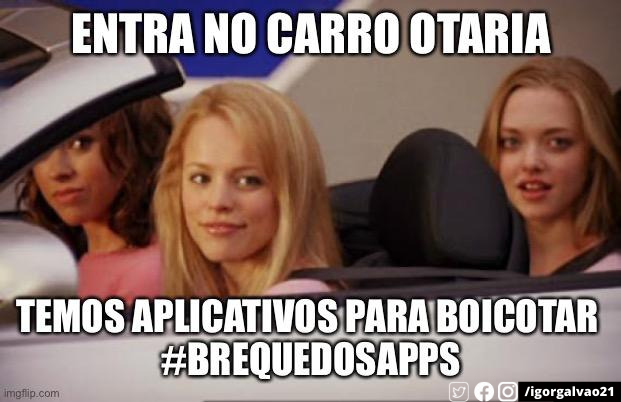 ENTRA NO CARRO OTARIA
TEMOS APLICATIVOS PARA BOICOTAR
#BREQUEDOSAPPS
imgflip.com
/igorgalvao21